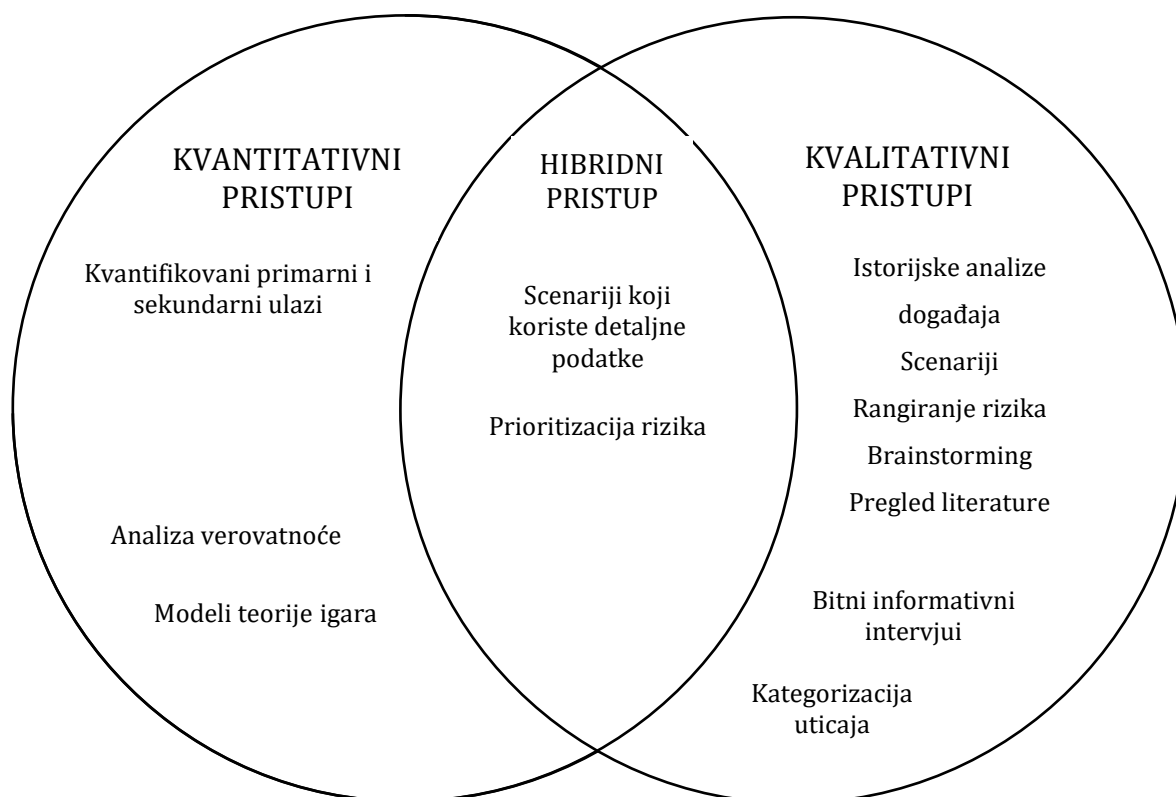 KVANTITATIVNI
PRISTUPI
Kvantifikovani primarni i
sekundarni ulazi
Analiza verovatnoće
Modeli teorije igara
HIBRIDNI
PRISTUP
Scenariji koji
koriste detaljne
podatke
Prioritizacija rizika
KVALITATIVNI
PRISTUPI
Istorijske analize
događaja
Scenariji
Rangiranje rizika
Brainstorming
Pregled literature
Bitni informativni
intervjui
Kategorizacija
uticaja